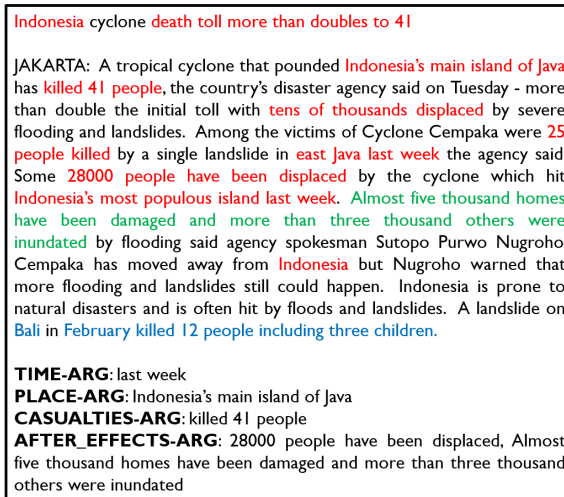 Indonesia cyclone death toll more than doubles to 41
JAKARTA: A tropical cyclone that pounded Indonesia's main island of Java
has killed 41 people, the country's disaster agency said on Tuesday - more
than double the initial toll with tens of thousands displaced by severe
flooding and landslides. Among the victims of Cyclone Cempaka were 25
people killed by a single landslide in east Java last week the agency said
Some 28000 people have been displaced by the cyclone which hit
Indonesia's most populous island last week. Almost five thousand homes
have been damaged and more than three thousand others were
inundated by flooding said agency spokesman Sutopo Purwo Nugroho
Cempaka has moved away from Indonesia but Nugroho warned that
more flooding and landslides still could happen. Indonesia is prone to
natural disasters and is often hit by floods and landslides. A landslide on
Bali in February killed 12 people including three children.
TIME-ARG: last week
PLACE-ARG: Indonesia's main island of Java
CASUALTIES-ARG: killed 41 people
AFTER_EFFECTS-ARG: 28000 people have been displaced, Almost
five thousand homes have been damaged and more than three thousand
others were inundated